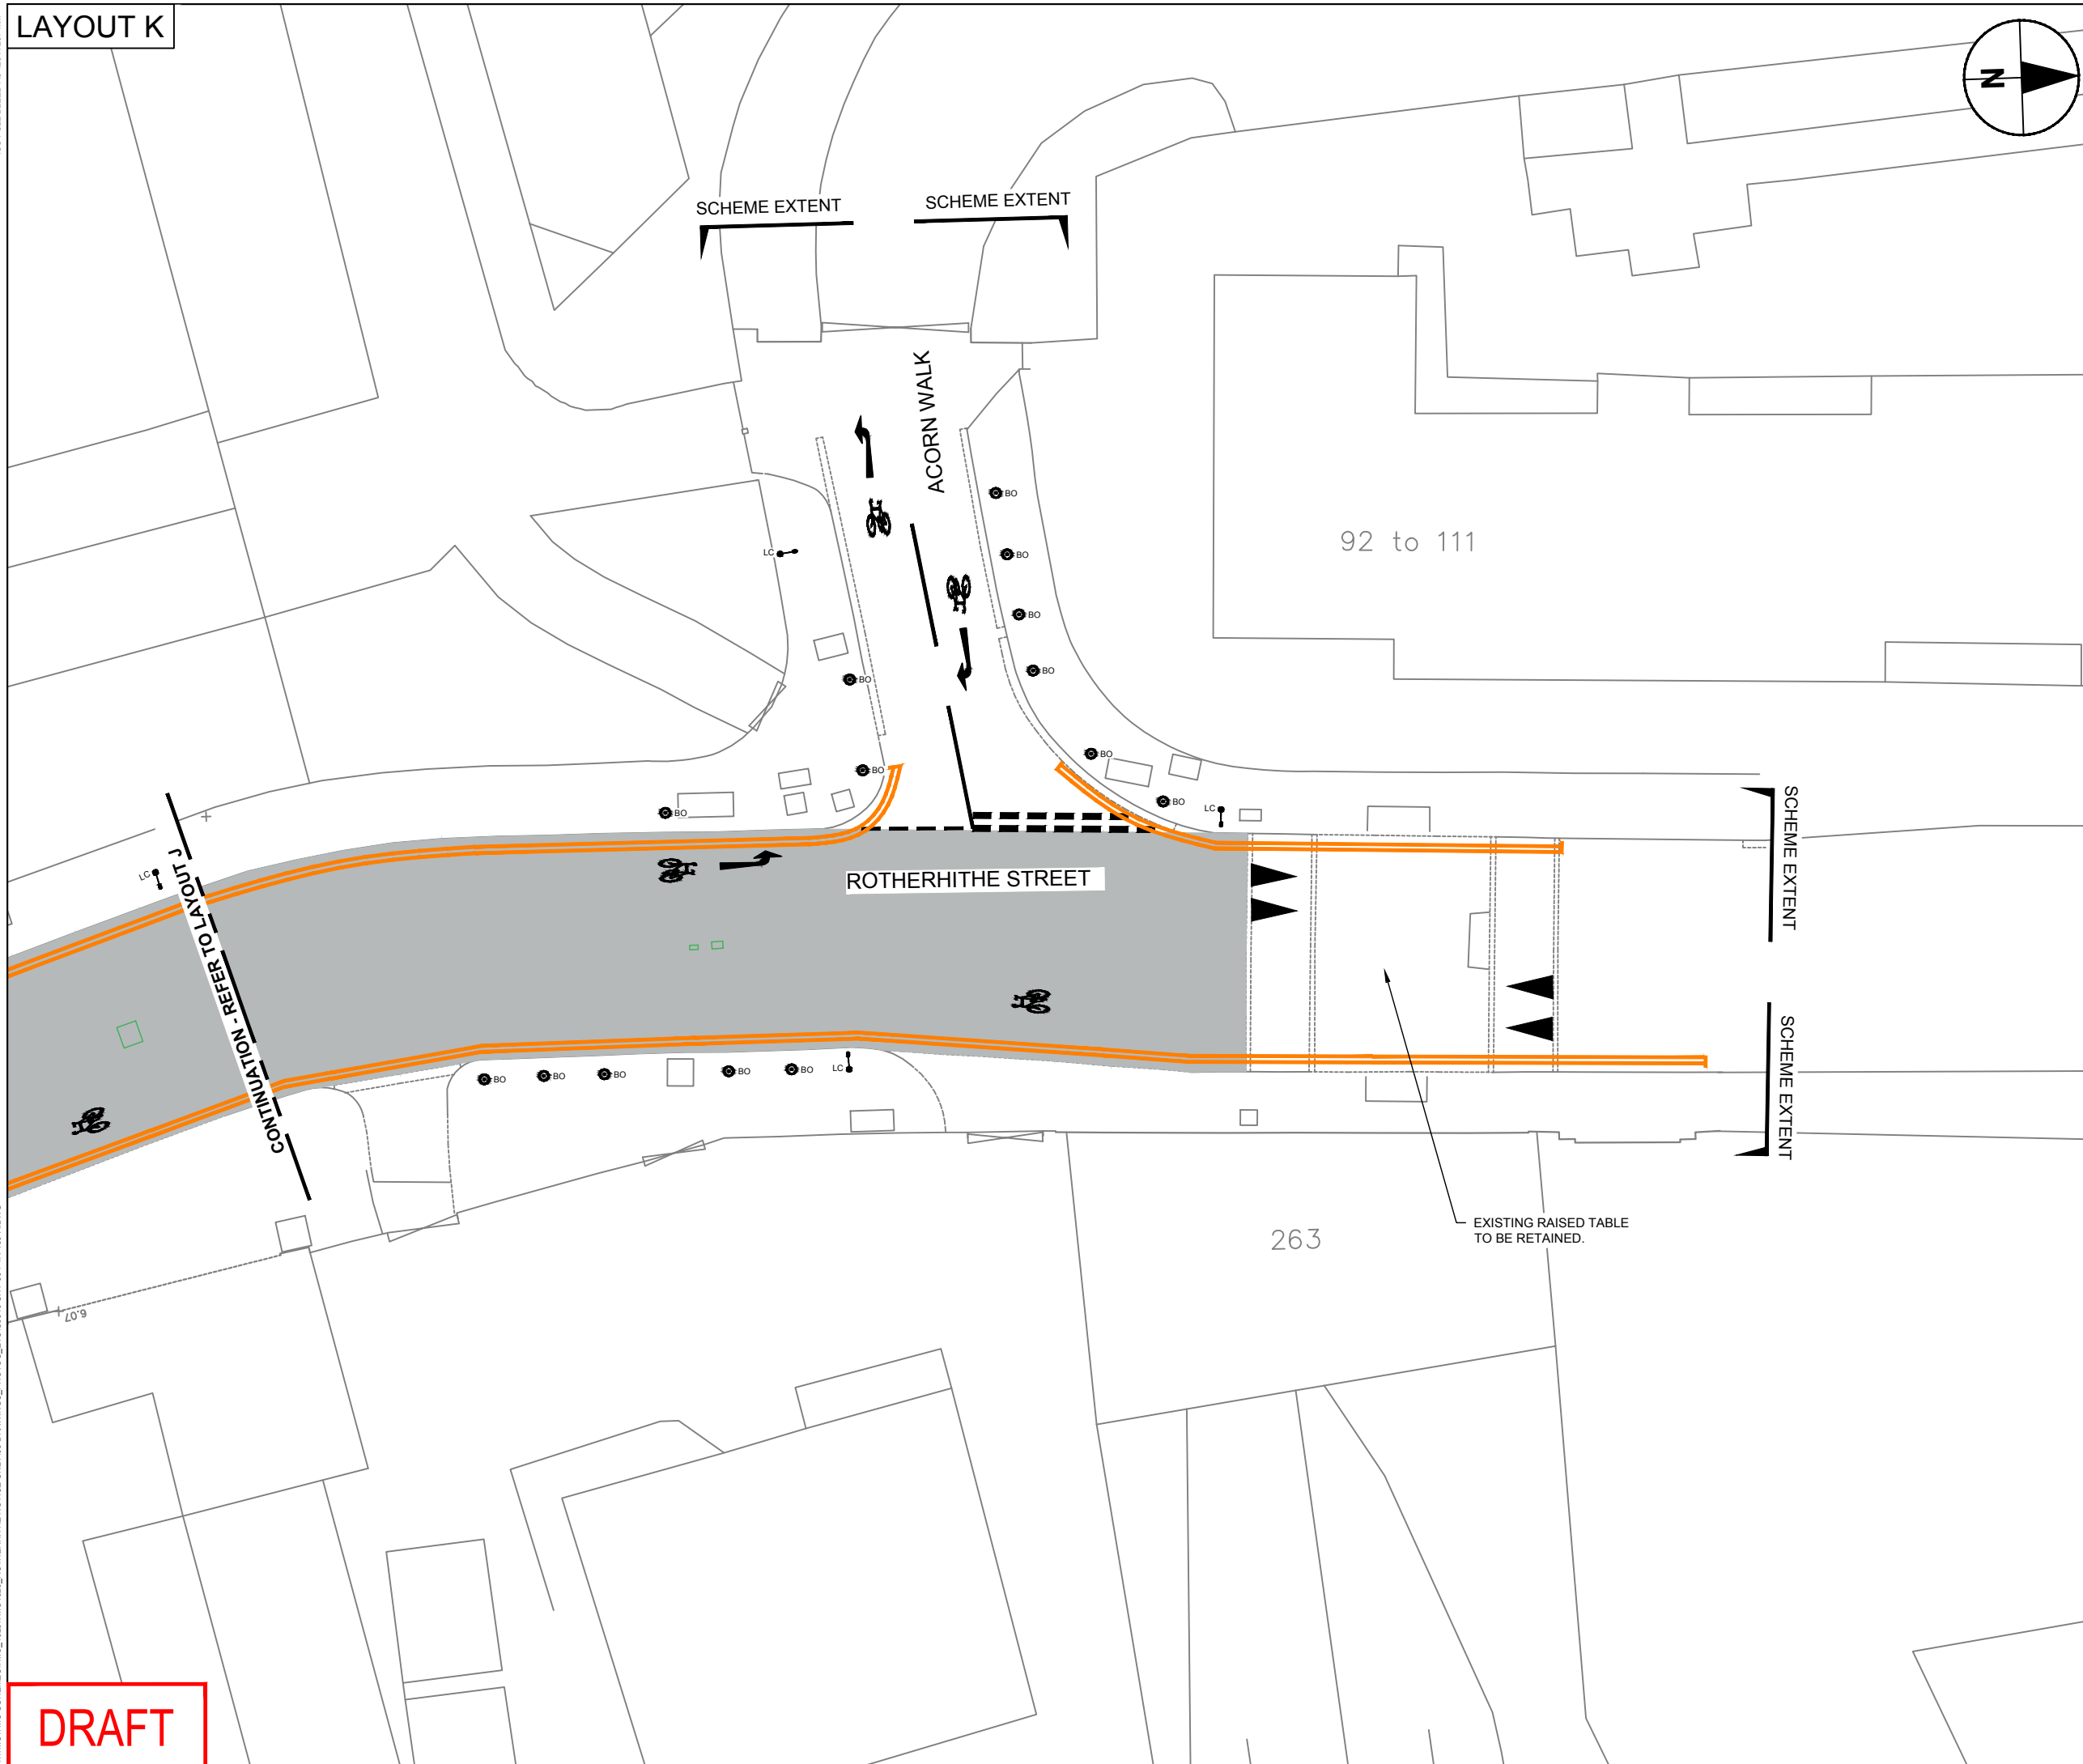 LAYOUT K
N
SCHEME EXTENT
SCHEME EXTENT
ACORN WALK
BO
BO
92 to 111
LC
BO
BO
BO
BO
BO
BO
BO
LC
SCHEME EXTENT
LC
CONTINUATION - REFER TO LAYOUT J
ROTHERHITHE STREET
SCHEME EXTENT
BO
BO
BO
BO
BO
LC
EXISTING RAISED TABLE
TO BE RETAINED.
263
6.07
DRAFT